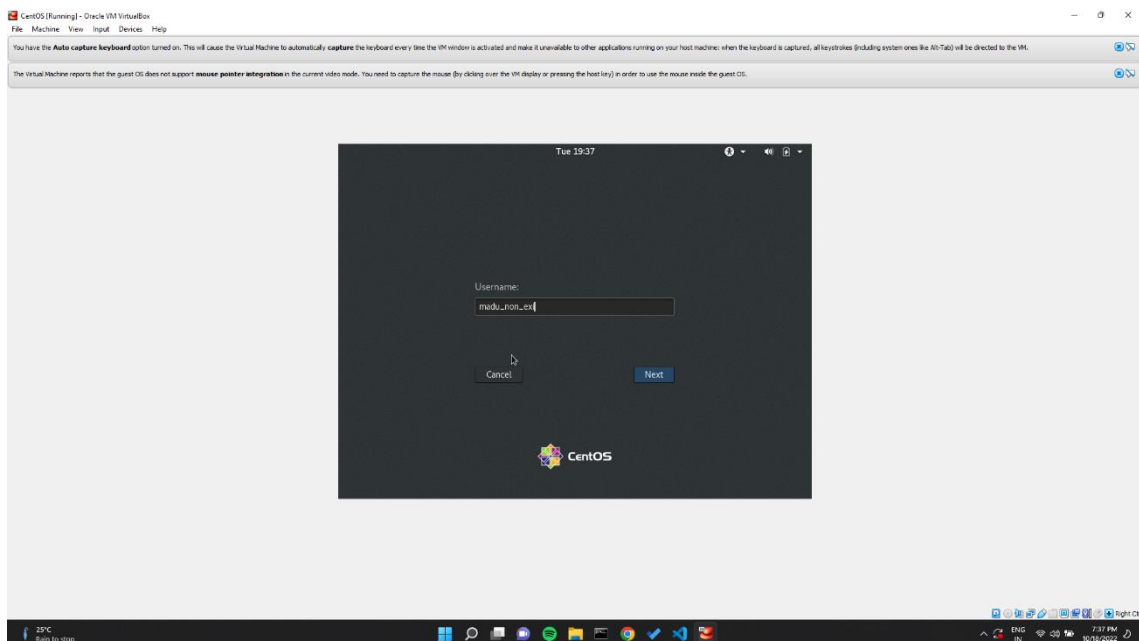 CentOS [Running] - Oracle VM VirtualBox
File Machine View Input Devices Help
You have the Auto capture keyboard option turned on. This will cause the Virtual Machine to automatically capture the keyboard every time the VM window is activated and make it unavailable to other applications running on your host machine: when the keyboard is captured, all keystrokes (including system ones like Alt-Tab) will be directed to the VM.
The Virtual Machine reports that the guest OS does not support mouse pointer integration in the current video mode. You need to capture the mouse (by clicking over the VM display or pressing the host key) in order to use the mouse inside the guest OS.
Tue 19:37
Username:
madu_non_ex
Cancel Next
CentOS
Right Ct
25°C
Rain to stop
ENG
IN
7:37 PM
10/18/2022